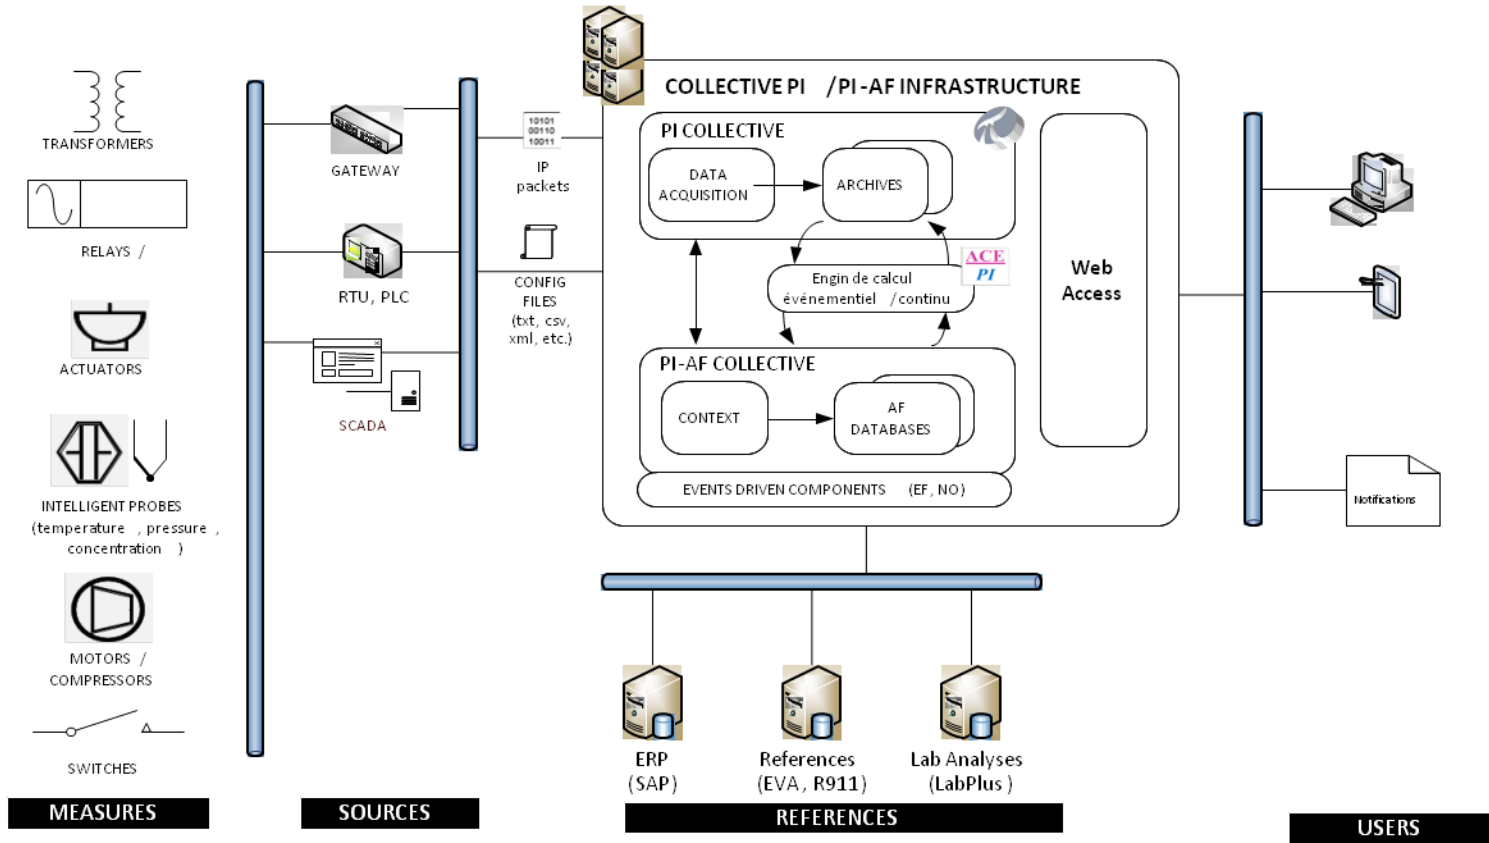 TRANSFORMERS
RELAYS /
ACTUATORS
INTELLIGENT PROBES
(temperature , pressure ,
concentration )
MOTORS /
COMPRESSORS
SWITCHES
MEASURES
GATEWAY
RTU, PLC
SCADA
SOURCES
10101
00110
10011
IP
packets
CONFIG
FILES
(txt, csv,
xml, etc.)
COLLECTIVE PI /PI-AF INFRASTRUCTURE
PI COLLECTIVE
DATA
ACQUISITION
ARCHIVES
ACE
PI
Engin de calcul
événementiel /continu
PI-AF COLLECTIVE
CONTEXT
AF
DATABASES
EVENTS DRIVEN COMPONENTS (EF, NO)
Web
Access
ERP
(SAP)
References
(EVA, R911)
Lab Analyses
(LabPlus )
REFERENCES
Notifications
USERS